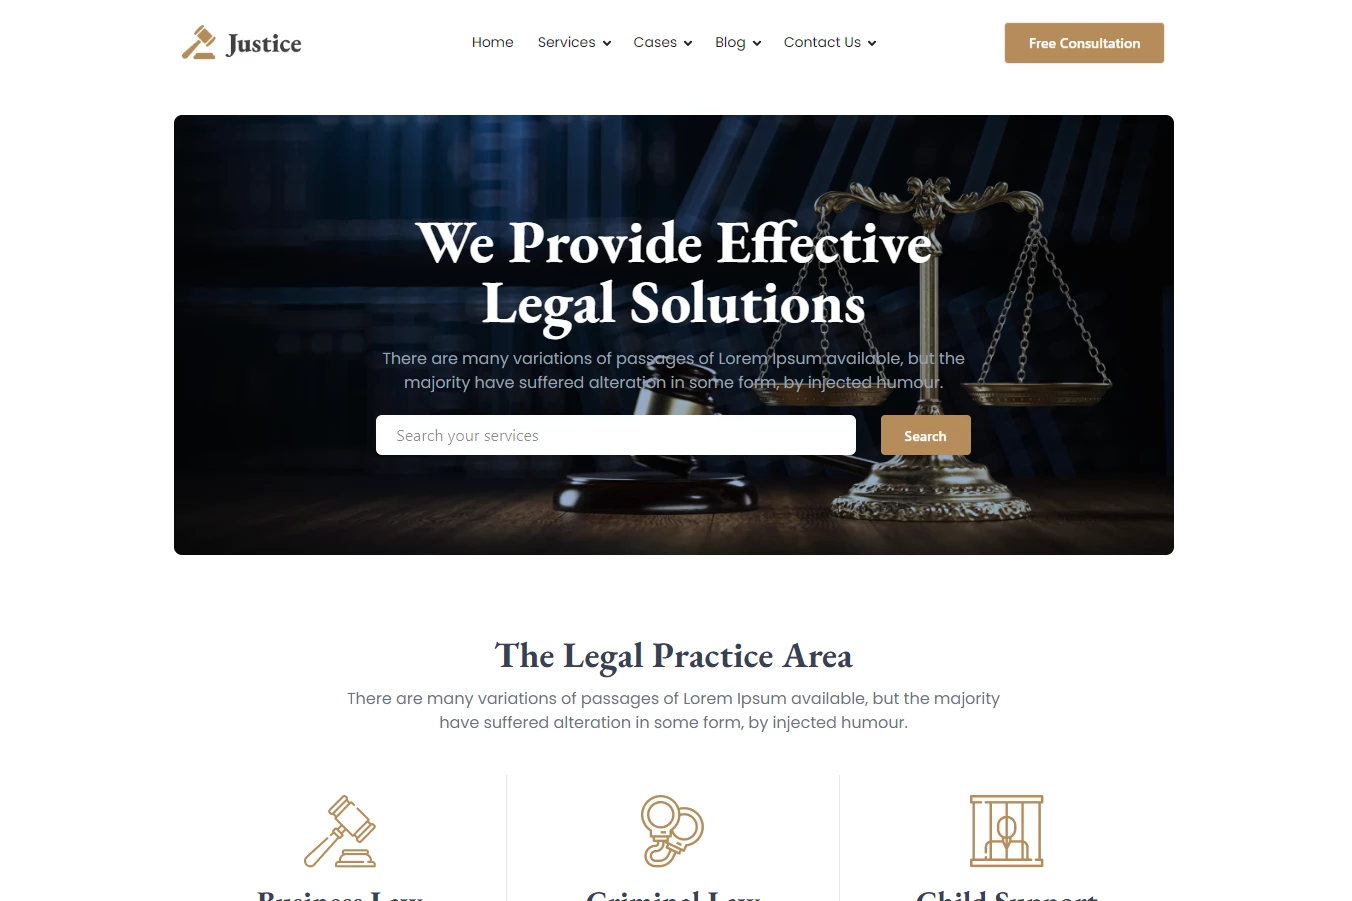 Justice
Home Services Cases Blog Contact Us
Free Consultation
We Provide Effective
Legal Solutions
There are many variations of passages of Lorem Ipsum available, but the
majority have suffered alteration in some form, by injected humour.
Search your services
Search
The Legal Practice Area
There are many variations of passages of Lorem Ipsum available, but the majority
have suffered alteration in some form, by injected humour.
Business Law
Criminal Law
Child Support